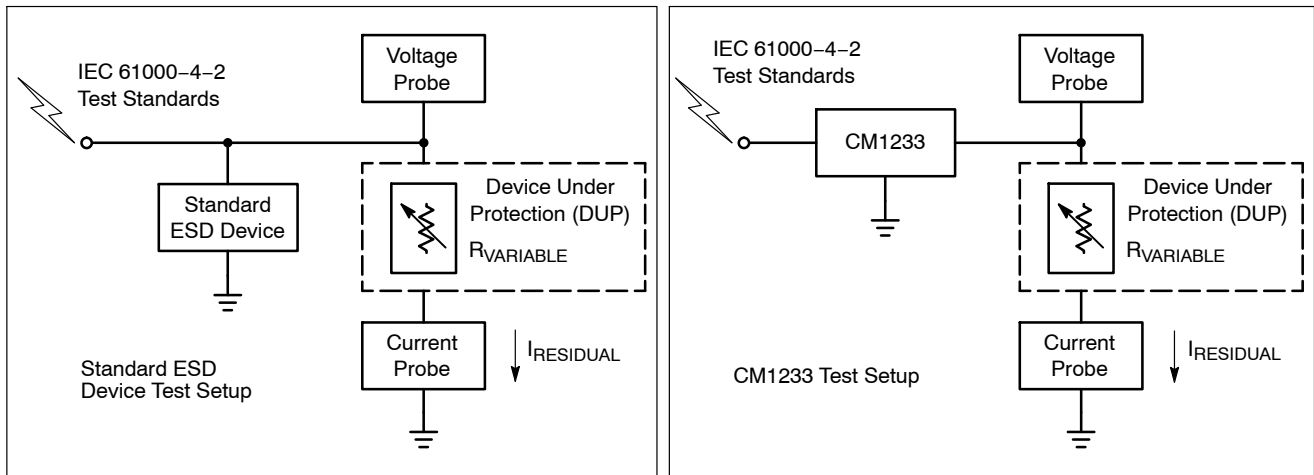 IEC 61000−4−2
Test Standards
Voltage
Probe
Standard
ESD Device
Device Under
Protection (DUP)
RVARIABLE
Current
Probe
IRESIDUAL
Standard ESD
Device Test Setup
IEC 61000−4−2
Test Standards
Voltage
Probe
CM1233
Device Under
Protection (DUP)
RVARIABLE
Current
Probe
IRESIDUAL
CM1233 Test Setup